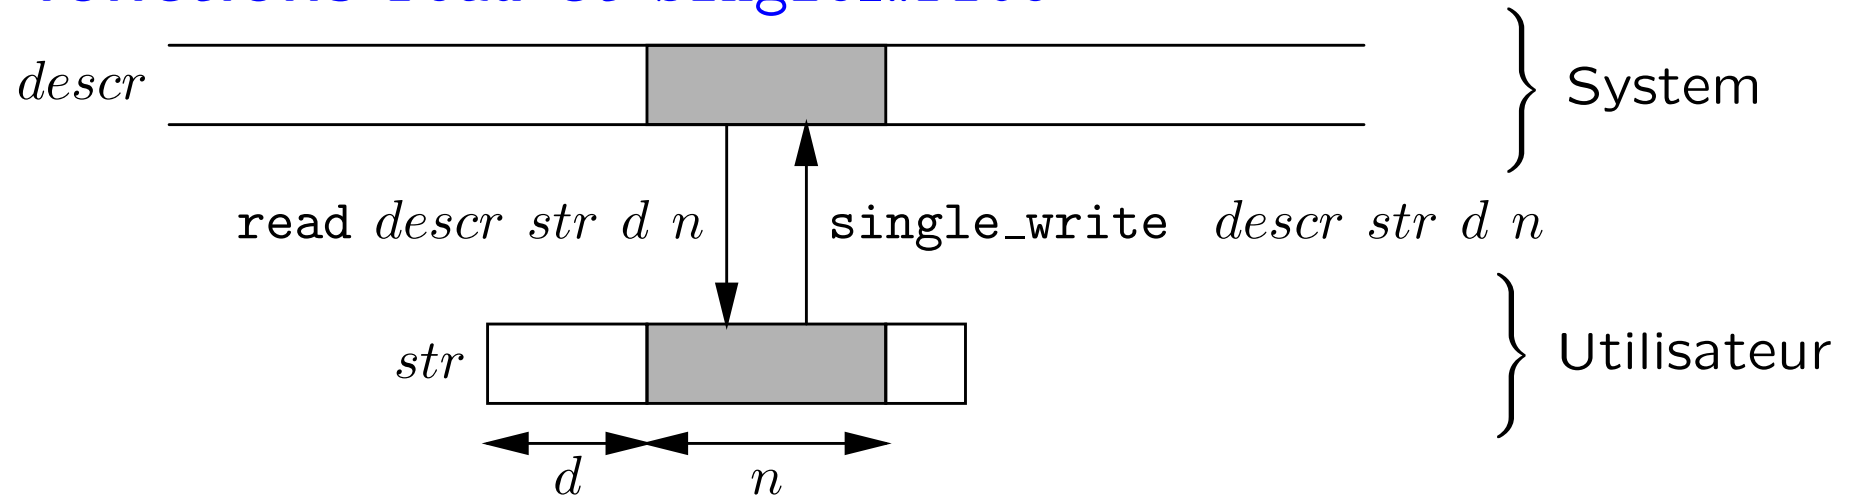 descr
System
read descr str d n
single_write descr str d n
str
Utilisateur
d
n